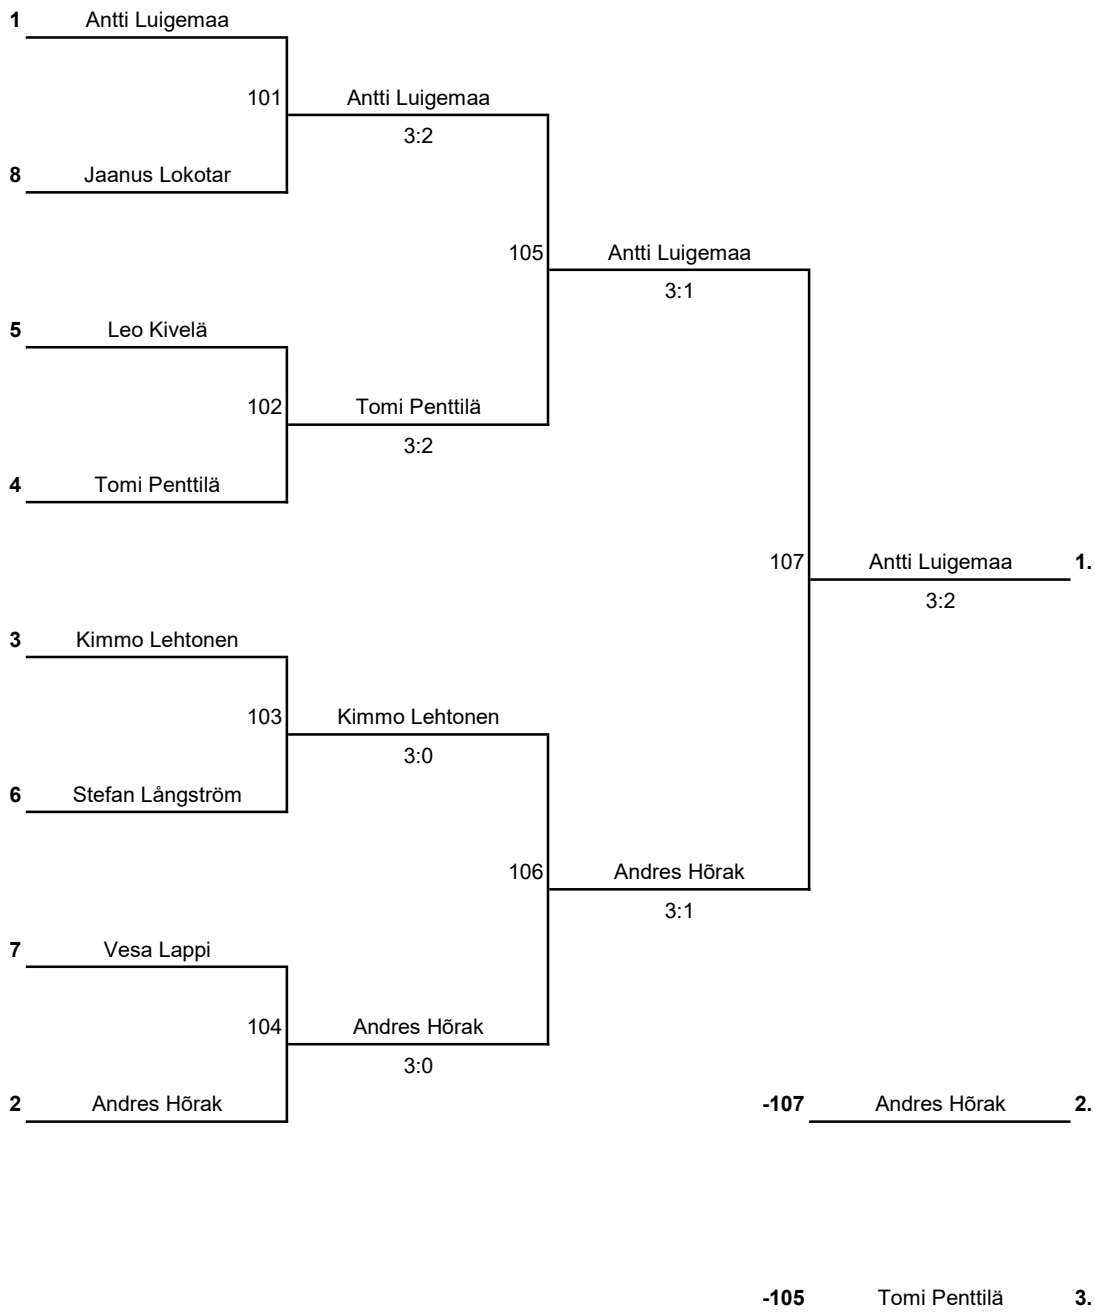 1 Antti Luigemaa
101 Antti Luigemaa
3:2
8 Jaanus Lokotar
105 Antti Luigemaa
3:1
5 Leo Kivelä
102 Tomi Penttilä
3:2
4 Tomi Penttilä
107 Antti Luigemaa 1.
3:2
3 Kimmo Lehtonen
103 Kimmo Lehtonen
3:0
6 Stefan Långström
106 Andres Hõrak
3:1
7 Vesa Lappi
104 Andres Hõrak
3:0
2 Andres Hõrak
-107 Andres Hõrak 2.
-105 Tomi Penttilä 3.